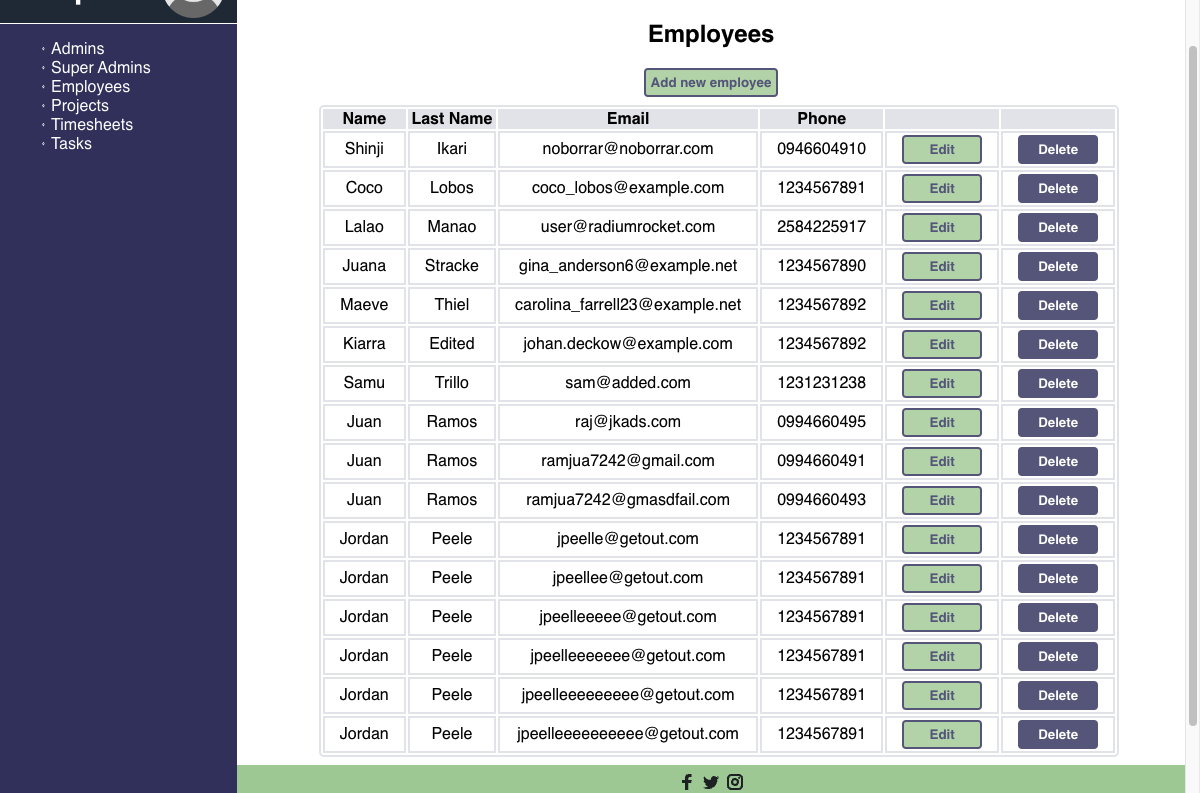 Admins
Super Admins
Employees
Projects
Timesheets
Tasks
Employees
Add new employee
Name Last Name Email Phone
Shinji Ikari noborrar@noborrar.com 0946604910 Edit Delete
Coco Lobos coco_lobos@example.com 1234567891 Edit Delete
Lalao Manao user@radiumrocket.com 2584225917 Edit Delete
Juana Stracke gina_anderson6@example.net 1234567890 Edit Delete
Maeve Thiel carolina_farrell23@example.net 1234567892 Edit Delete
Kiarra Edited johan.deckow@example.com 1234567892 Edit Delete
Samu Trillo sam@added.com 1231231238 Edit Delete
Juan Ramos raj@jkads.com 0994660495 Edit Delete
Juan Ramos ramjua7242@gmail.com 0994660491 Edit Delete
Juan Ramos ramjua7242@gmasdfail.com 0994660493 Edit Delete
Jordan Peele jpeelle@getout.com 1234567891 Edit Delete
Jordan Peele jpeellee@getout.com 1234567891 Edit Delete
Jordan Peele jpeelleeeee@getout.com 1234567891 Edit Delete
Jordan Peele jpeelleeeeeee@getout.com 1234567891 Edit Delete
Jordan Peele jpeelleeeeeeeee@getout.com 1234567891 Edit Delete
Jordan Peele jpeelleeeeeeeeee@getout.com 1234567891 Edit Delete